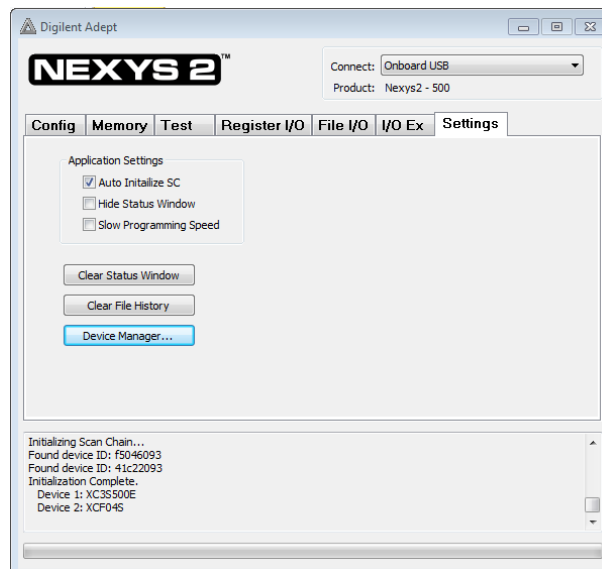 Digilent Adept
NEXYS 2™
Connect: Onboard USB
Product: Nexys2 - 500
Config Memory Test Register I/O File I/O I/O Ex Settings
Application Settings
Auto Initailize SC
Hide Status Window
Slow Programming Speed
Clear Status Window
Clear File History
Device Manager...
Initializing Scan Chain...
Found device ID: f5046093
Found device ID: 41c22093
Initialization Complete.
Device 1: XC3S500E
Device 2: XCF04S